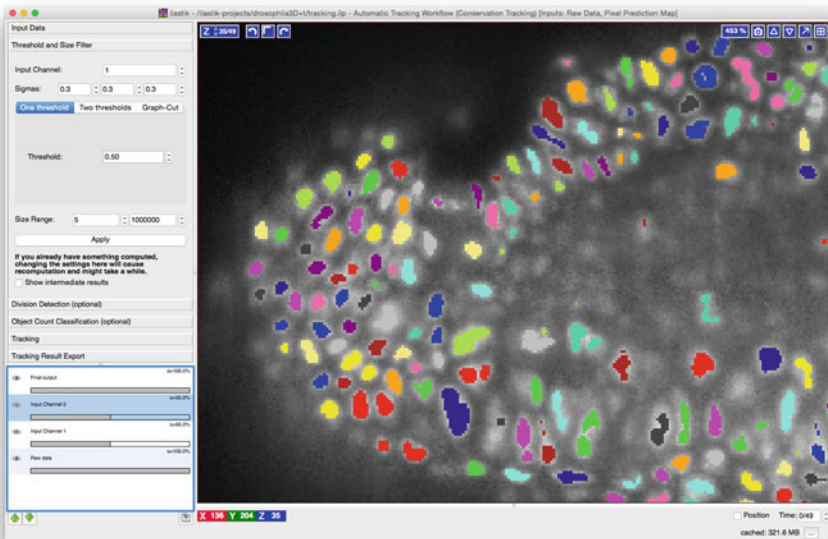 ilastik - /ilastik-projects/drosophila3D+t/tracking.ilp - Automatic Tracking Workflow (Conservation Tracking) [Inputs: Raw Data, Pixel Prediction Map]
Input Data
Threshold and Size Filter
Input Channel: 1
Sigmas: 0.3 0.3 0.3
One threshold Two thresholds Graph-Cut
Threshold: 0.50
Size Range: 5 1000000
Apply
If you already have something computed,
changing the settings here will cause
recomputation and might take a while.
Show intermediate results
Division Detection (optional)
Object Count Classification (optional)
Tracking
Tracking Result Export
Final output
Input Channel 0
Input Channel 1
Raw data
Z 35/49
453 %
X 136 Y 204 Z 35
Position Time: 0/49
cached: 321.6 MB ...